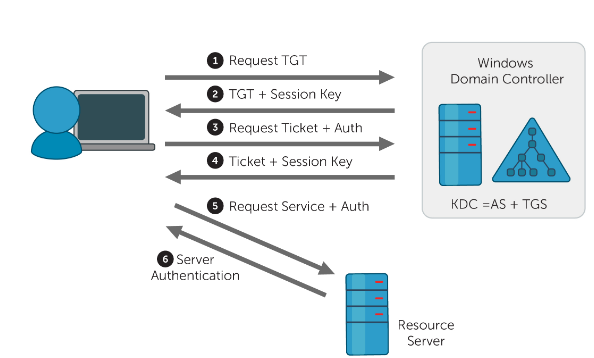 1 Request TGT
2 TGT + Session Key
3 Request Ticket + Auth
4 Ticket + Session Key
5 Request Service + Auth
6 Server
Authentication
Windows
Domain Controller
KDC =AS + TGS
Resource
Server